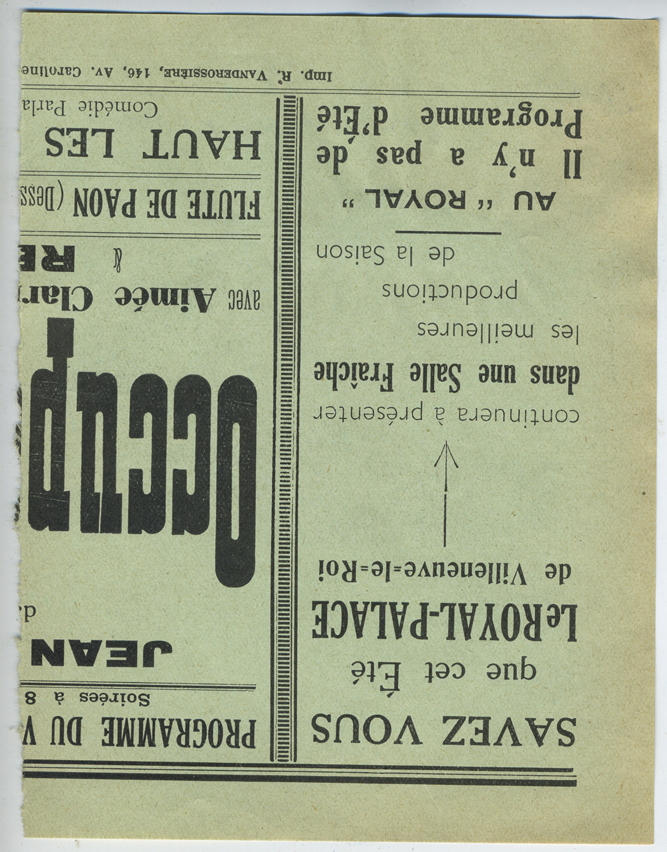 SAVEZ VOUS
que cet Été
LeROYAL-PALACE
de Villeneuve=le=Roi
continuera à présenter
dans une Salle Fraîche
les meilleures
productions
de la Saison
AU “ ROYAL ”
Il n'y a pas de
Programme d'Été
PROGRAMME DU V
Soirées à 8
JEAN
d
Occup
avec Aimée Clar
& RE
FLUTE DE PAON (Dess
HAUT LES
Comédie Parla
Imp. R. VANDEROSSIÈRE, 146, Av. Caroline